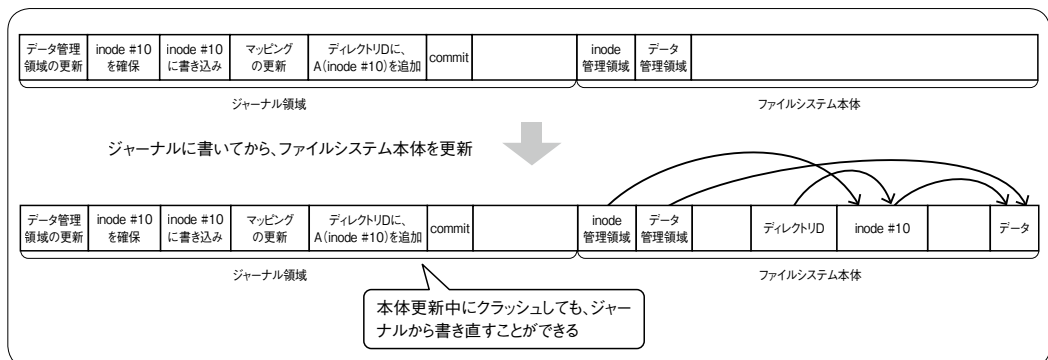 データ管理
領域の更新
inode #10
を確保
inode #10
に書き込み
マッピング
の更新
ディレクトリDに、
A(inode #10)を追加
commit
inode
管理領域
データ
管理領域
ジャーナル領域
ファイルシステム本体
ジャーナルに書いてから、ファイルシステム本体を更新
データ管理
領域の更新
inode #10
を確保
inode #10
に書き込み
マッピング
の更新
ディレクトリDに、
A(inode #10)を追加
commit
inode
管理領域
データ
管理領域
ディレクトリD
inode #10
データ
ジャーナル領域
ファイルシステム本体
本体更新中にクラッシュしても、ジャー
ナルから書き直すことができる